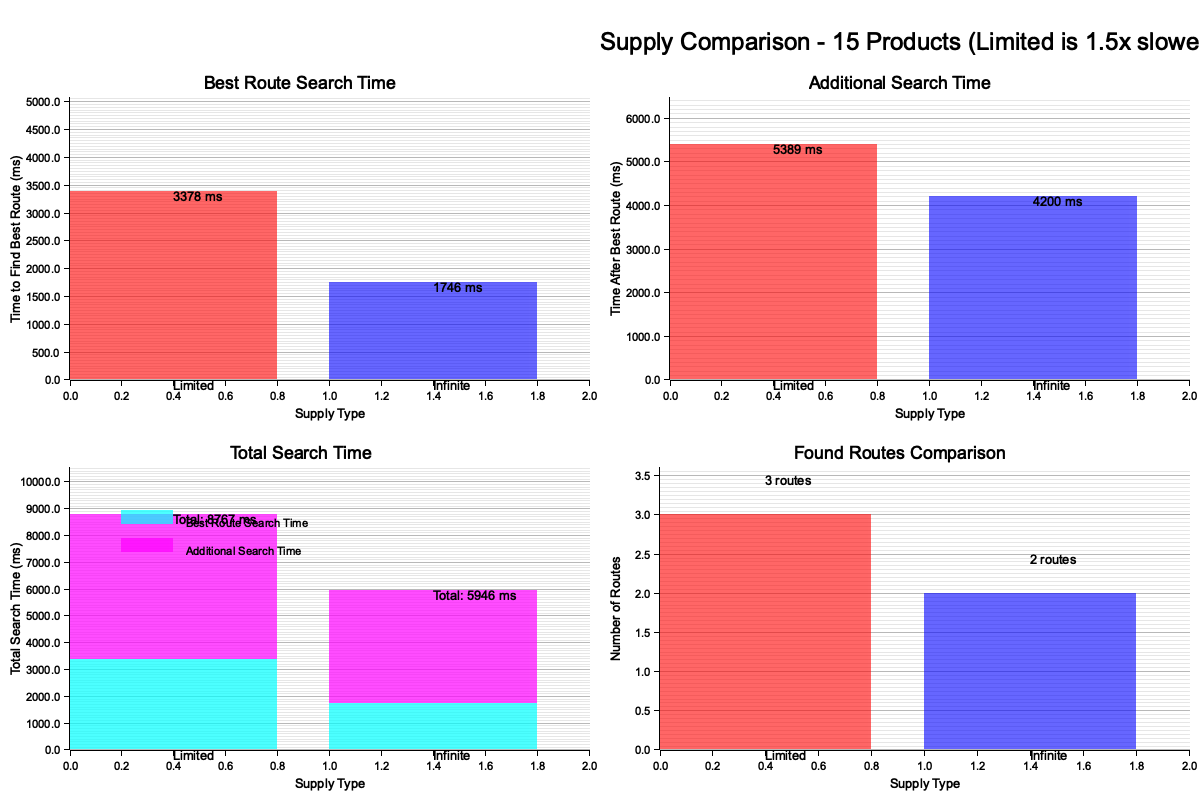 Supply Comparison - 15 Products (Limited is 1.5x slowe
Best Route Search Time
Time to Find Best Route (ms)
5000.0
4500.0
4000.0
3500.0
3000.0
2500.0
2000.0
1500.0
1000.0
500.0
0.0
3378 ms
1746 ms
Limited
Infinite
0.0 0.2 0.4 0.6 0.8 1.0 1.2 1.4 1.6 1.8 2.0
Supply Type
Additional Search Time
Time After Best Route (ms)
6000.0
5000.0
4000.0
3000.0
2000.0
1000.0
0.0
5389 ms
4200 ms
Limited
Infinite
0.0 0.2 0.4 0.6 0.8 1.0 1.2 1.4 1.6 1.8 2.0
Supply Type
Total Search Time
Total Search Time (ms)
10000.0
9000.0
8000.0
7000.0
6000.0
5000.0
4000.0
3000.0
2000.0
1000.0
0.0
Total: 8767 ms
Best Route Search Time
Additional Search Time
Total: 5946 ms
Limited
Infinite
0.0 0.2 0.4 0.6 0.8 1.0 1.2 1.4 1.6 1.8 2.0
Supply Type
Found Routes Comparison
Number of Routes
3.5
3.0
2.5
2.0
1.5
1.0
0.5
0.0
3 routes
2 routes
Limited
Infinite
0.0 0.2 0.4 0.6 0.8 1.0 1.2 1.4 1.6 1.8 2.0
Supply Type